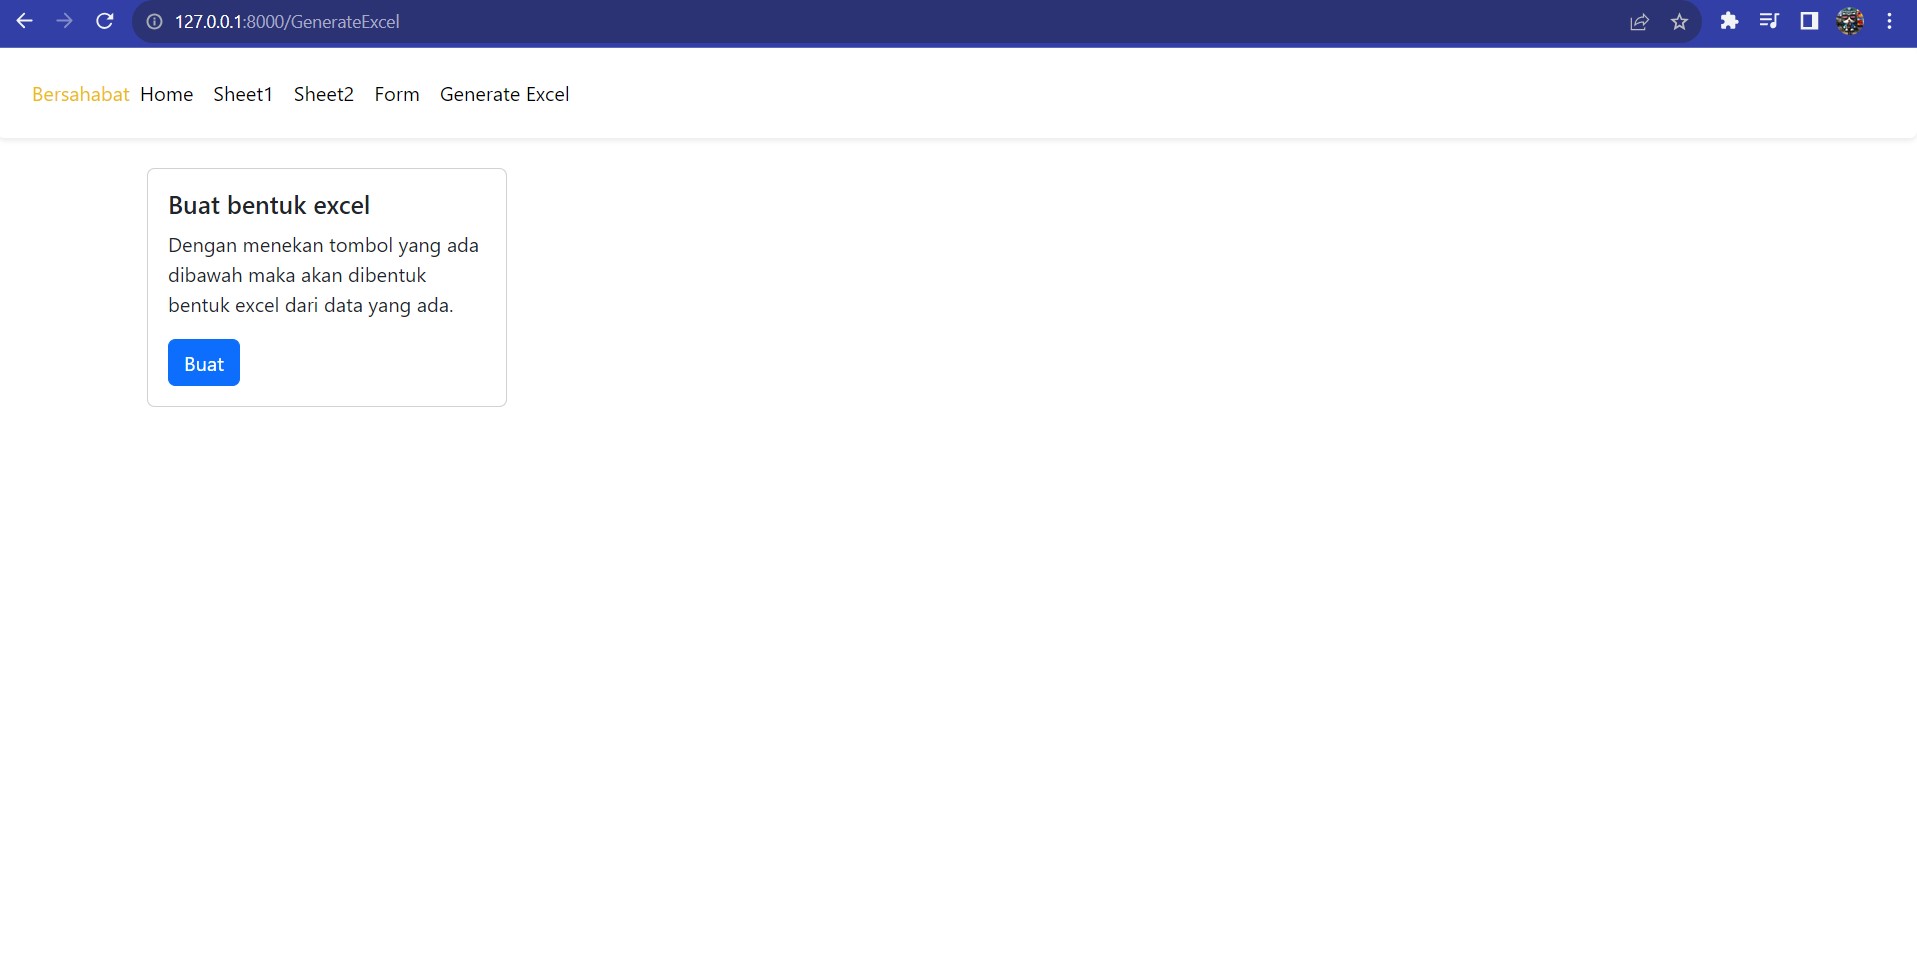 127.0.0.1:8000/GenerateExcel
Bersahabat Home Sheet1 Sheet2 Form Generate Excel
Buat bentuk excel
Dengan menekan tombol yang ada
dibawah maka akan dibentuk
bentuk excel dari data yang ada.
Buat